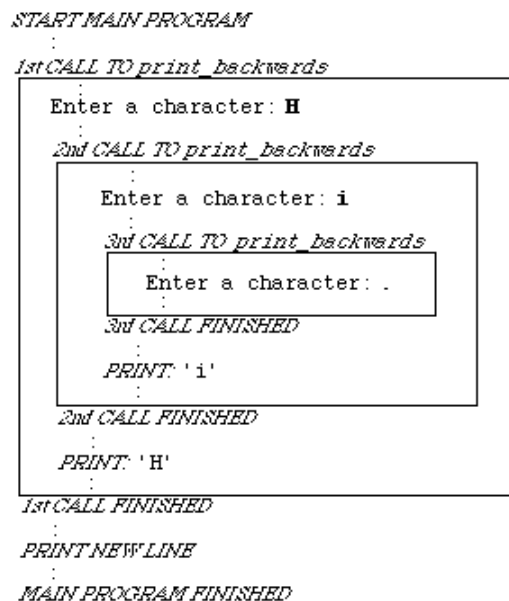 START MAIN PROGRAM
:
1st CALL TO print_backwards
:
Enter a character: H
:
2nd CALL TO print_backwards
:
Enter a character: i
:
3rd CALL TO print_backwards
:
Enter a character: .
:
3rd CALL FINISHED
:
PRINT: 'i'
:
2nd CALL FINISHED
:
PRINT: 'H'
:
1st CALL FINISHED
:
PRINT NEW LINE
:
MAIN PROGRAM FINISHED